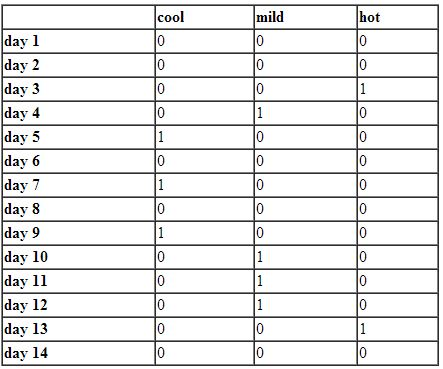 cool mild hot
day 1 0 0 0
day 2 0 0 0
day 3 0 0 1
day 4 0 1 0
day 5 1 0 0
day 6 0 0 0
day 7 1 0 0
day 8 0 0 0
day 9 1 0 0
day 10 0 1 0
day 11 0 1 0
day 12 0 1 0
day 13 0 0 1
day 14 0 0 0